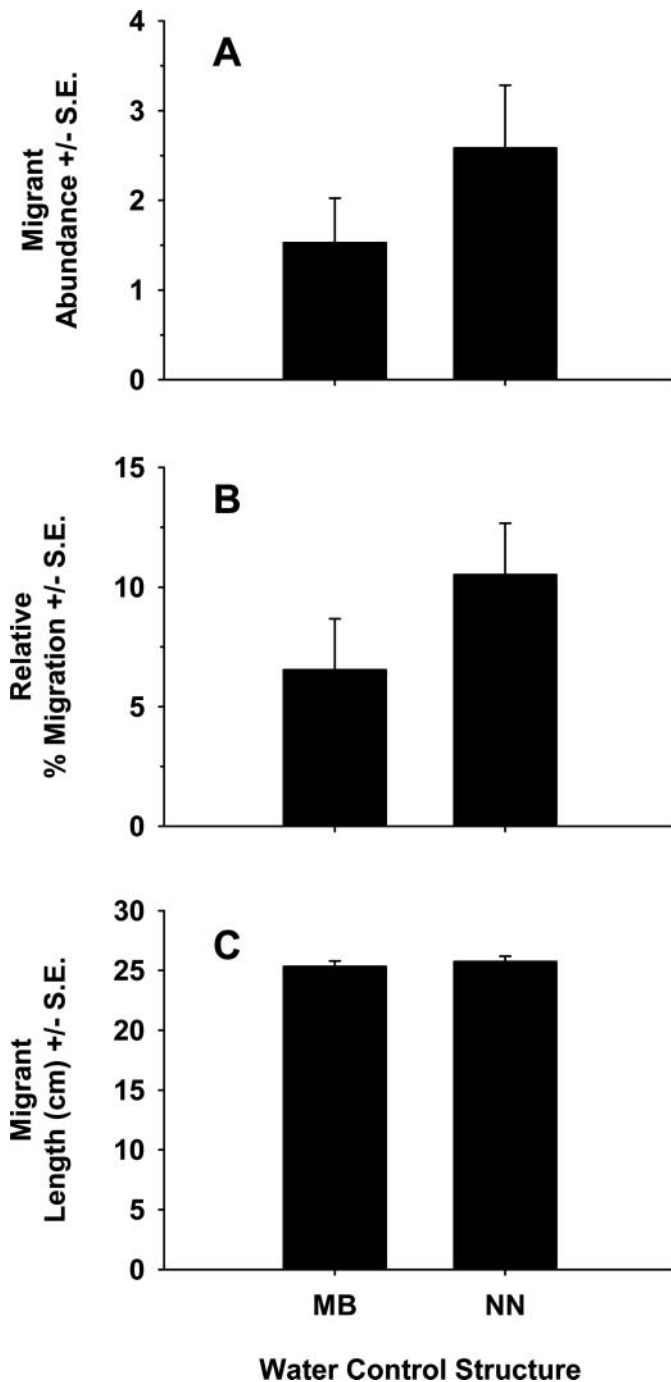 A
Migrant
Abundance +/- S.E.
4
3
2
1
0
B
Relative
% Migration +/- S.E.
15
10
5
0
C
Migrant
Length (cm) +/- S.E.
30
25
20
15
10
5
0
MB NN
Water Control Structure